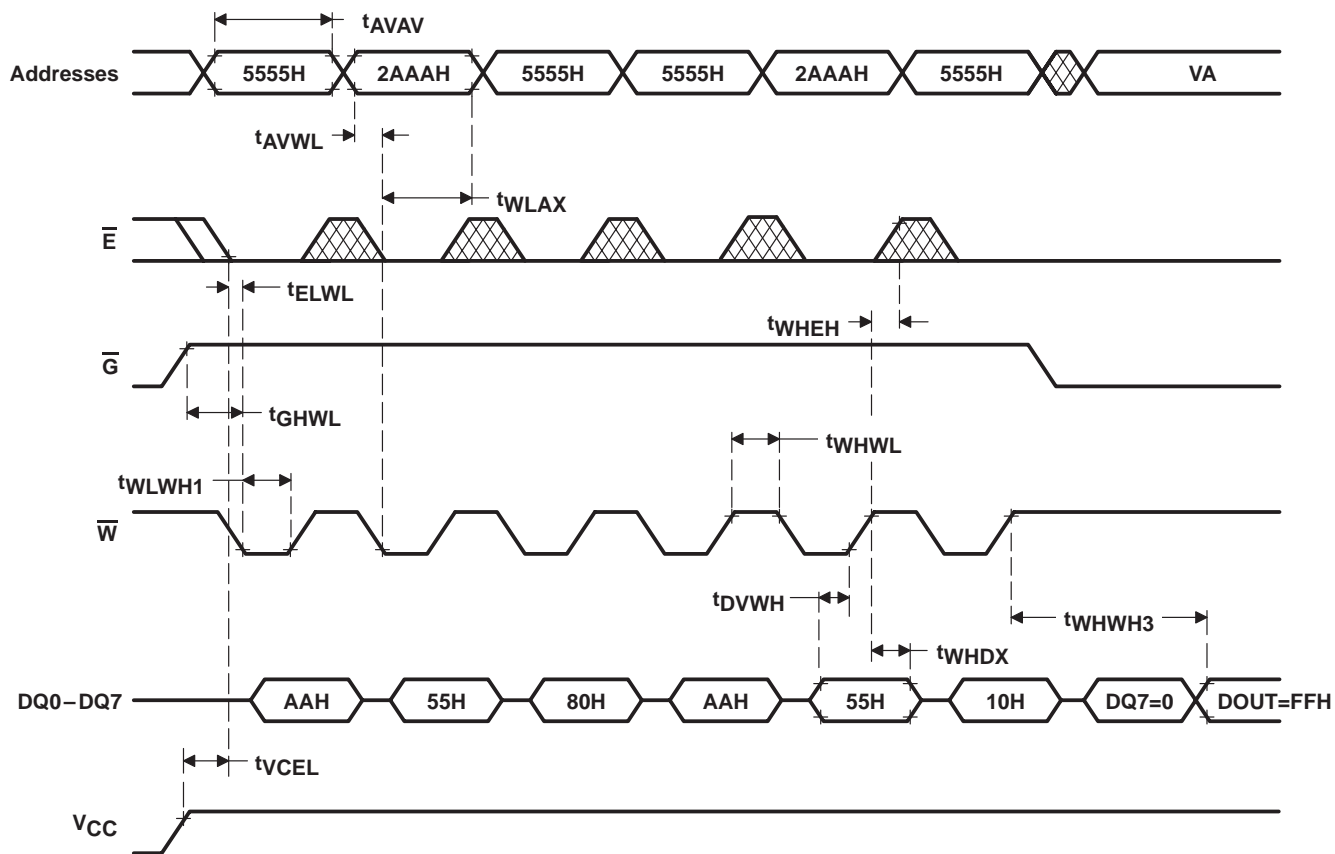 tAVAV
Addresses 5555H 2AAAH 5555H 5555H 2AAAH 5555H VA
tAVWL
tWLAX
E
tELWL
tWHEH
G
tGHWL
tWHWL
tWLWH1
W
tDVWH
tWHWH3
tWHDX
DQ0–DQ7 AAH 55H 80H AAH 55H 10H DQ7=0 DOUT=FFH
tVCEL
VCC